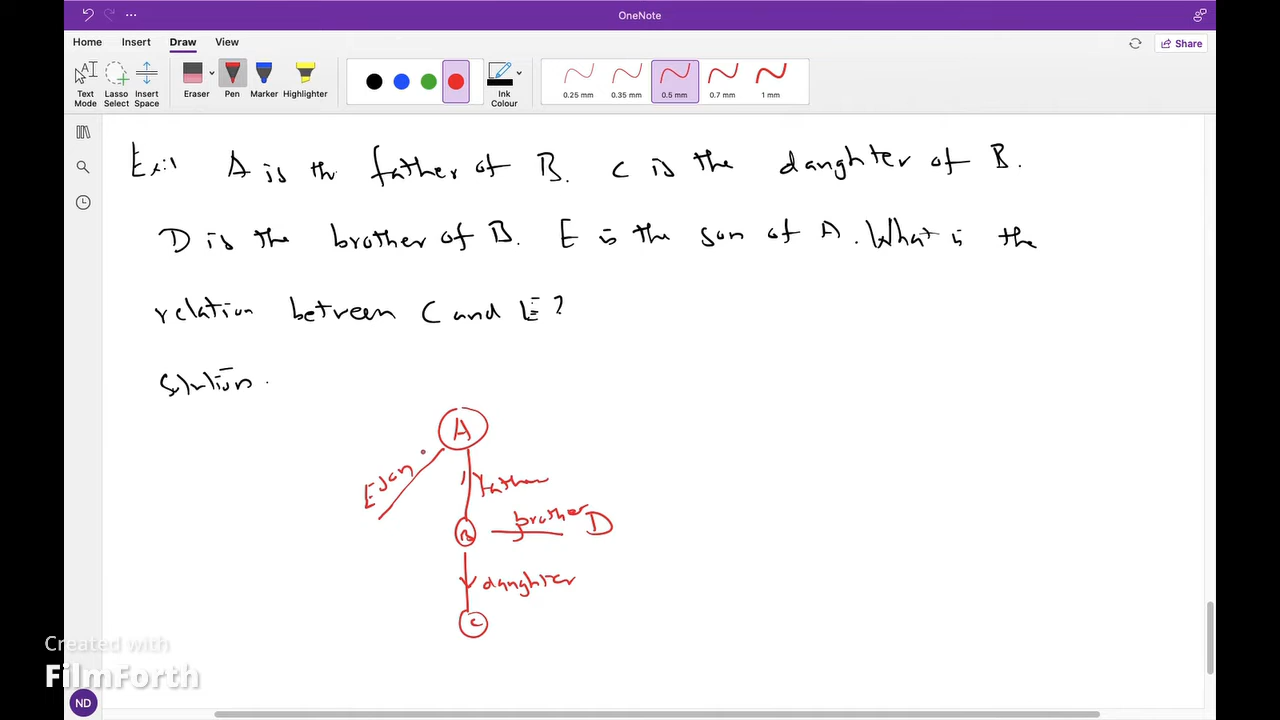 OneNote
Home Insert Draw View
Share
Text Mode
Lasso Select
Insert Space
Eraser
Pen
Marker
Highlighter
Ink Colour
0.25 mm 0.35 mm 0.5 mm 0.7 mm 1 mm
A is the father of B. C is the daughter of B.
D is the brother of B. E is the son of A. What is the
relation between C and E?
Solution.
A
E son
father
B brother D
daughter
C
Created with
FilmForth
ND